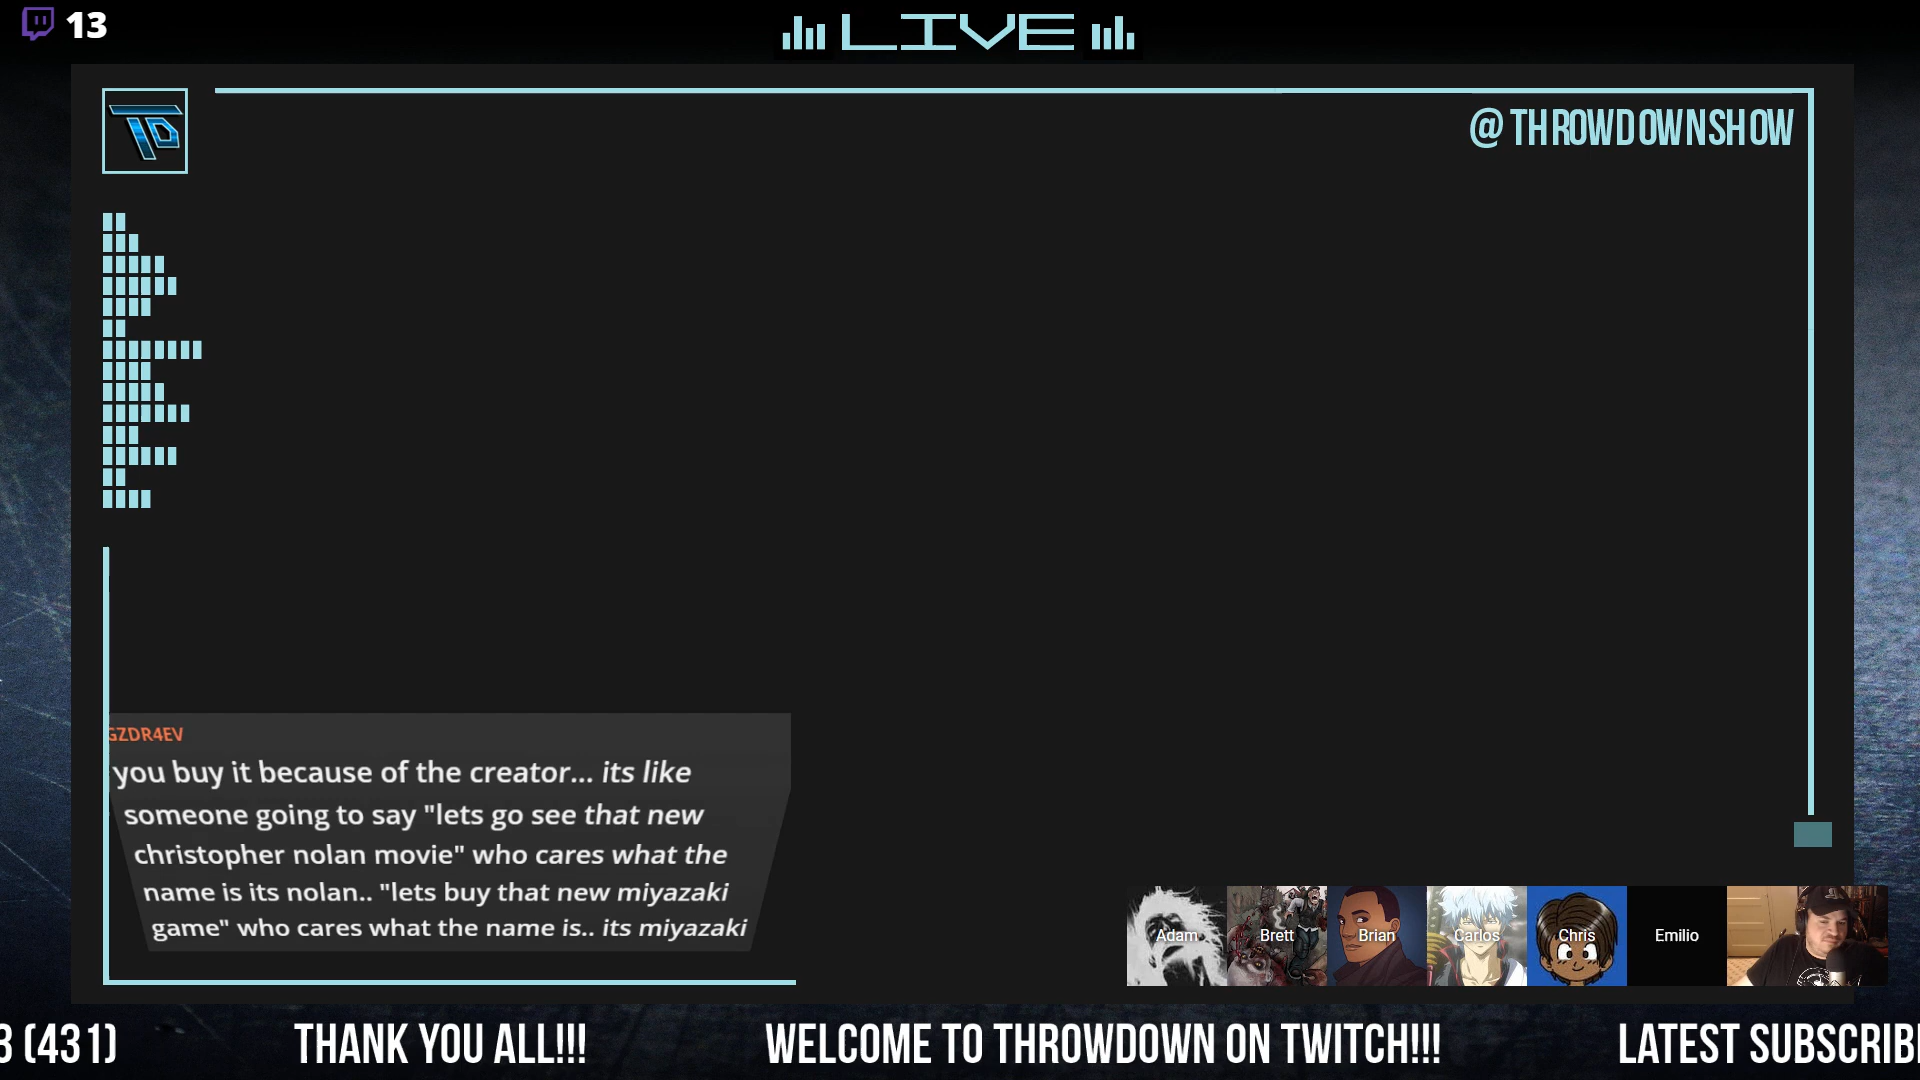 13
LIVE
TD
@THROWDOWNSHOW
GZDR4EV
you buy it because of the creator... its like
someone going to say "lets go see that new
christopher nolan movie" who cares what the
name is its nolan.. "lets buy that new miyazaki
game" who cares what the name is.. its miyazaki
Adam Brett Brian Carlos Chris Emilio
3 (431) THANK YOU ALL!!! WELCOME TO THROWDOWN ON TWITCH!!! LATEST SUBSCRIB